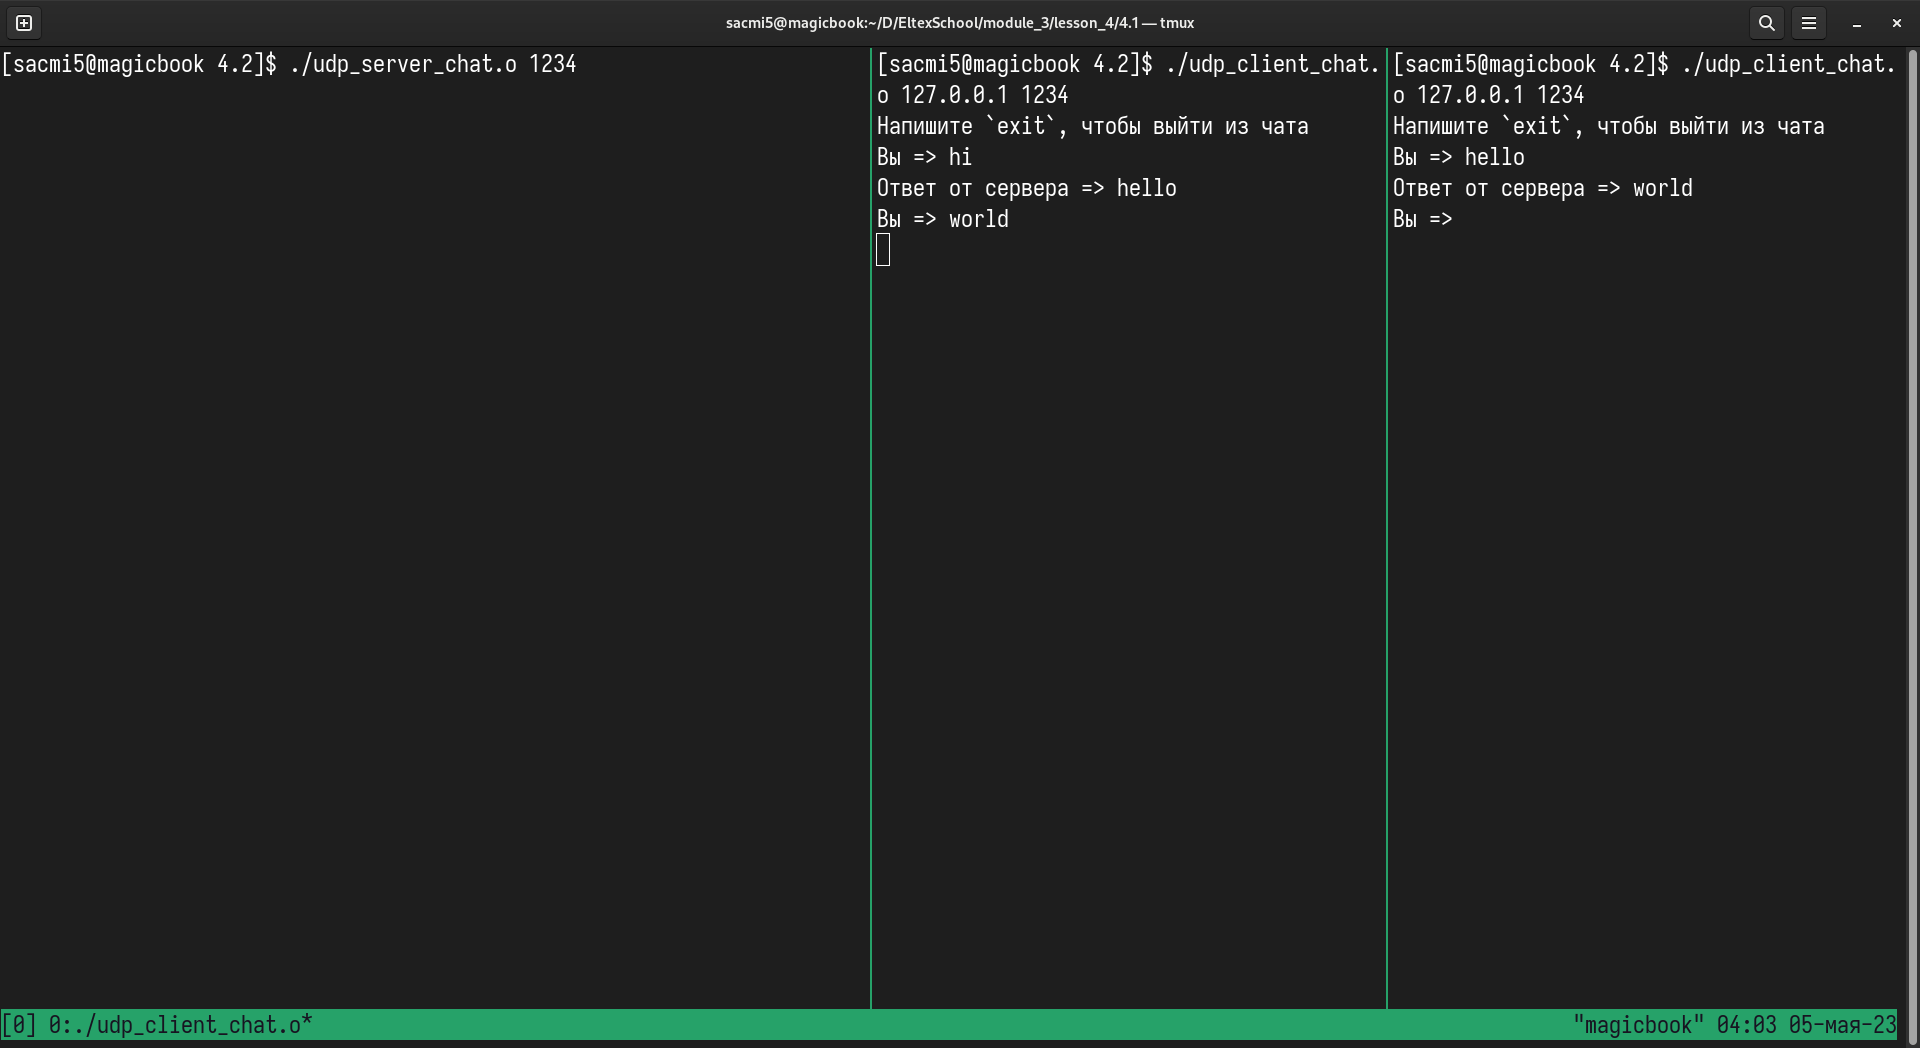 sacmi5@magicbook:~/D/EltexSchool/module_3/lesson_4/4.1 — tmux
[sacmi5@magicbook 4.2]$ ./udp_server_chat.o 1234
[sacmi5@magicbook 4.2]$ ./udp_client_chat.
o 127.0.0.1 1234
Напишите `exit`, чтобы выйти из чата
Вы => hi
Ответ от сервера => hello
Вы => world
[sacmi5@magicbook 4.2]$ ./udp_client_chat.
o 127.0.0.1 1234
Напишите `exit`, чтобы выйти из чата
Вы => hello
Ответ от сервера => world
Вы =>
[0] 0:./udp_client_chat.o*
"magicbook" 04:03 05-мая-23